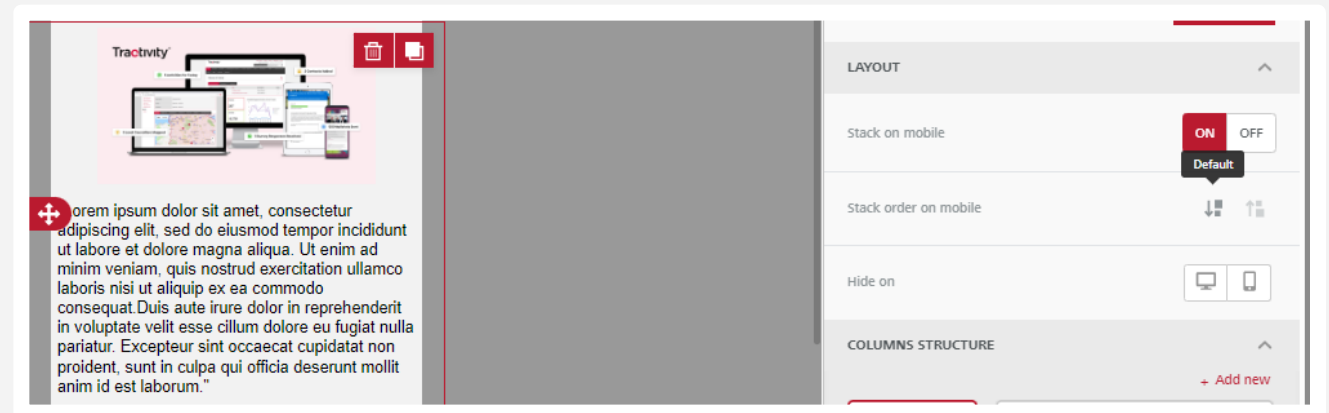 Tractivity
orem ipsum dolor sit amet, consectetur
adipiscing elit, sed do eiusmod tempor incididunt
ut labore et dolore magna aliqua. Ut enim ad
minim veniam, quis nostrud exercitation ullamco
laboris nisi ut aliquip ex ea commodo
consequat.Duis aute irure dolor in reprehenderit
in voluptate velit esse cillum dolore eu fugiat nulla
pariatur. Excepteur sint occaecat cupidatat non
proident, sunt in culpa qui officia deserunt mollit
anim id est laborum."
LAYOUT
Stack on mobile
ON OFF
Default
Stack order on mobile
Hide on
COLUMNS STRUCTURE
+ Add new